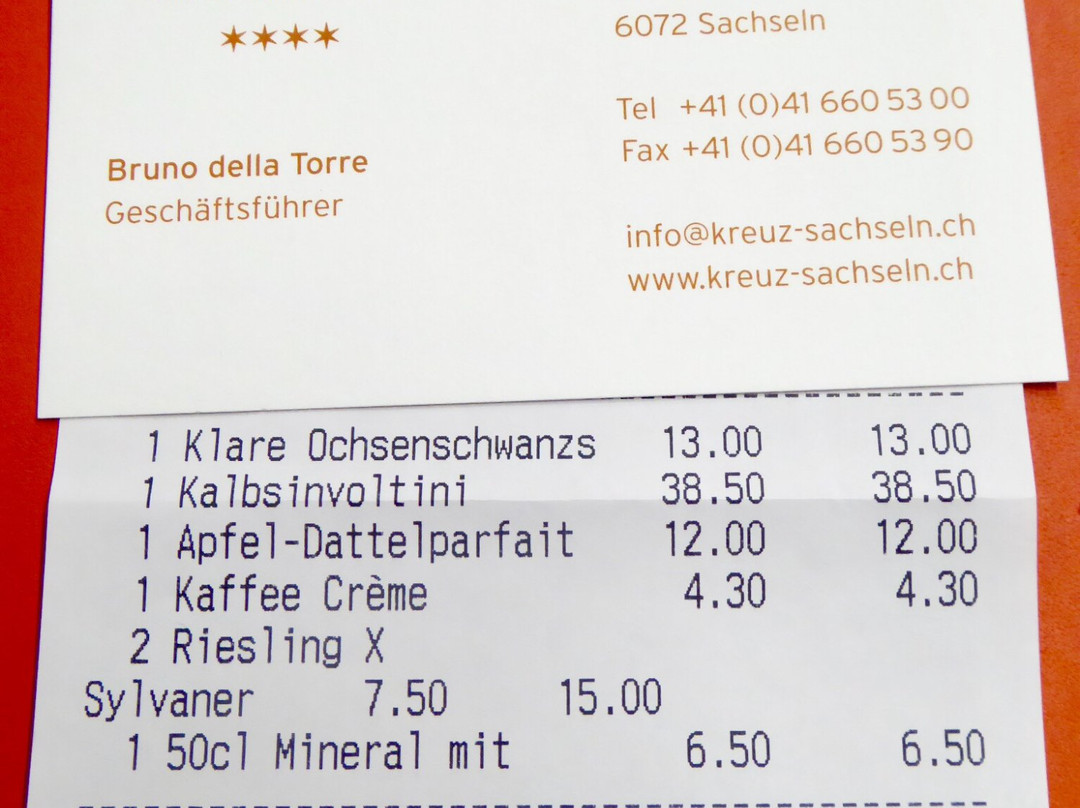 6072 Sachseln
Tel +41 (0)41 660 53 00
Fax +41 (0)41 660 53 90
Bruno della Torre
Geschäftsführer
info@kreuz-sachseln.ch
www.kreuz-sachseln.ch
1 Klare Ochsenschwanzs 13.00 13.00
1 Kalbsinvoltini 38.50 38.50
1 Apfel-Dattelparfait 12.00 12.00
1 Kaffee Crème 4.30 4.30
2 Riesling X
Sylvaner 7.50 15.00
1 50cl Mineral mit 6.50 6.50